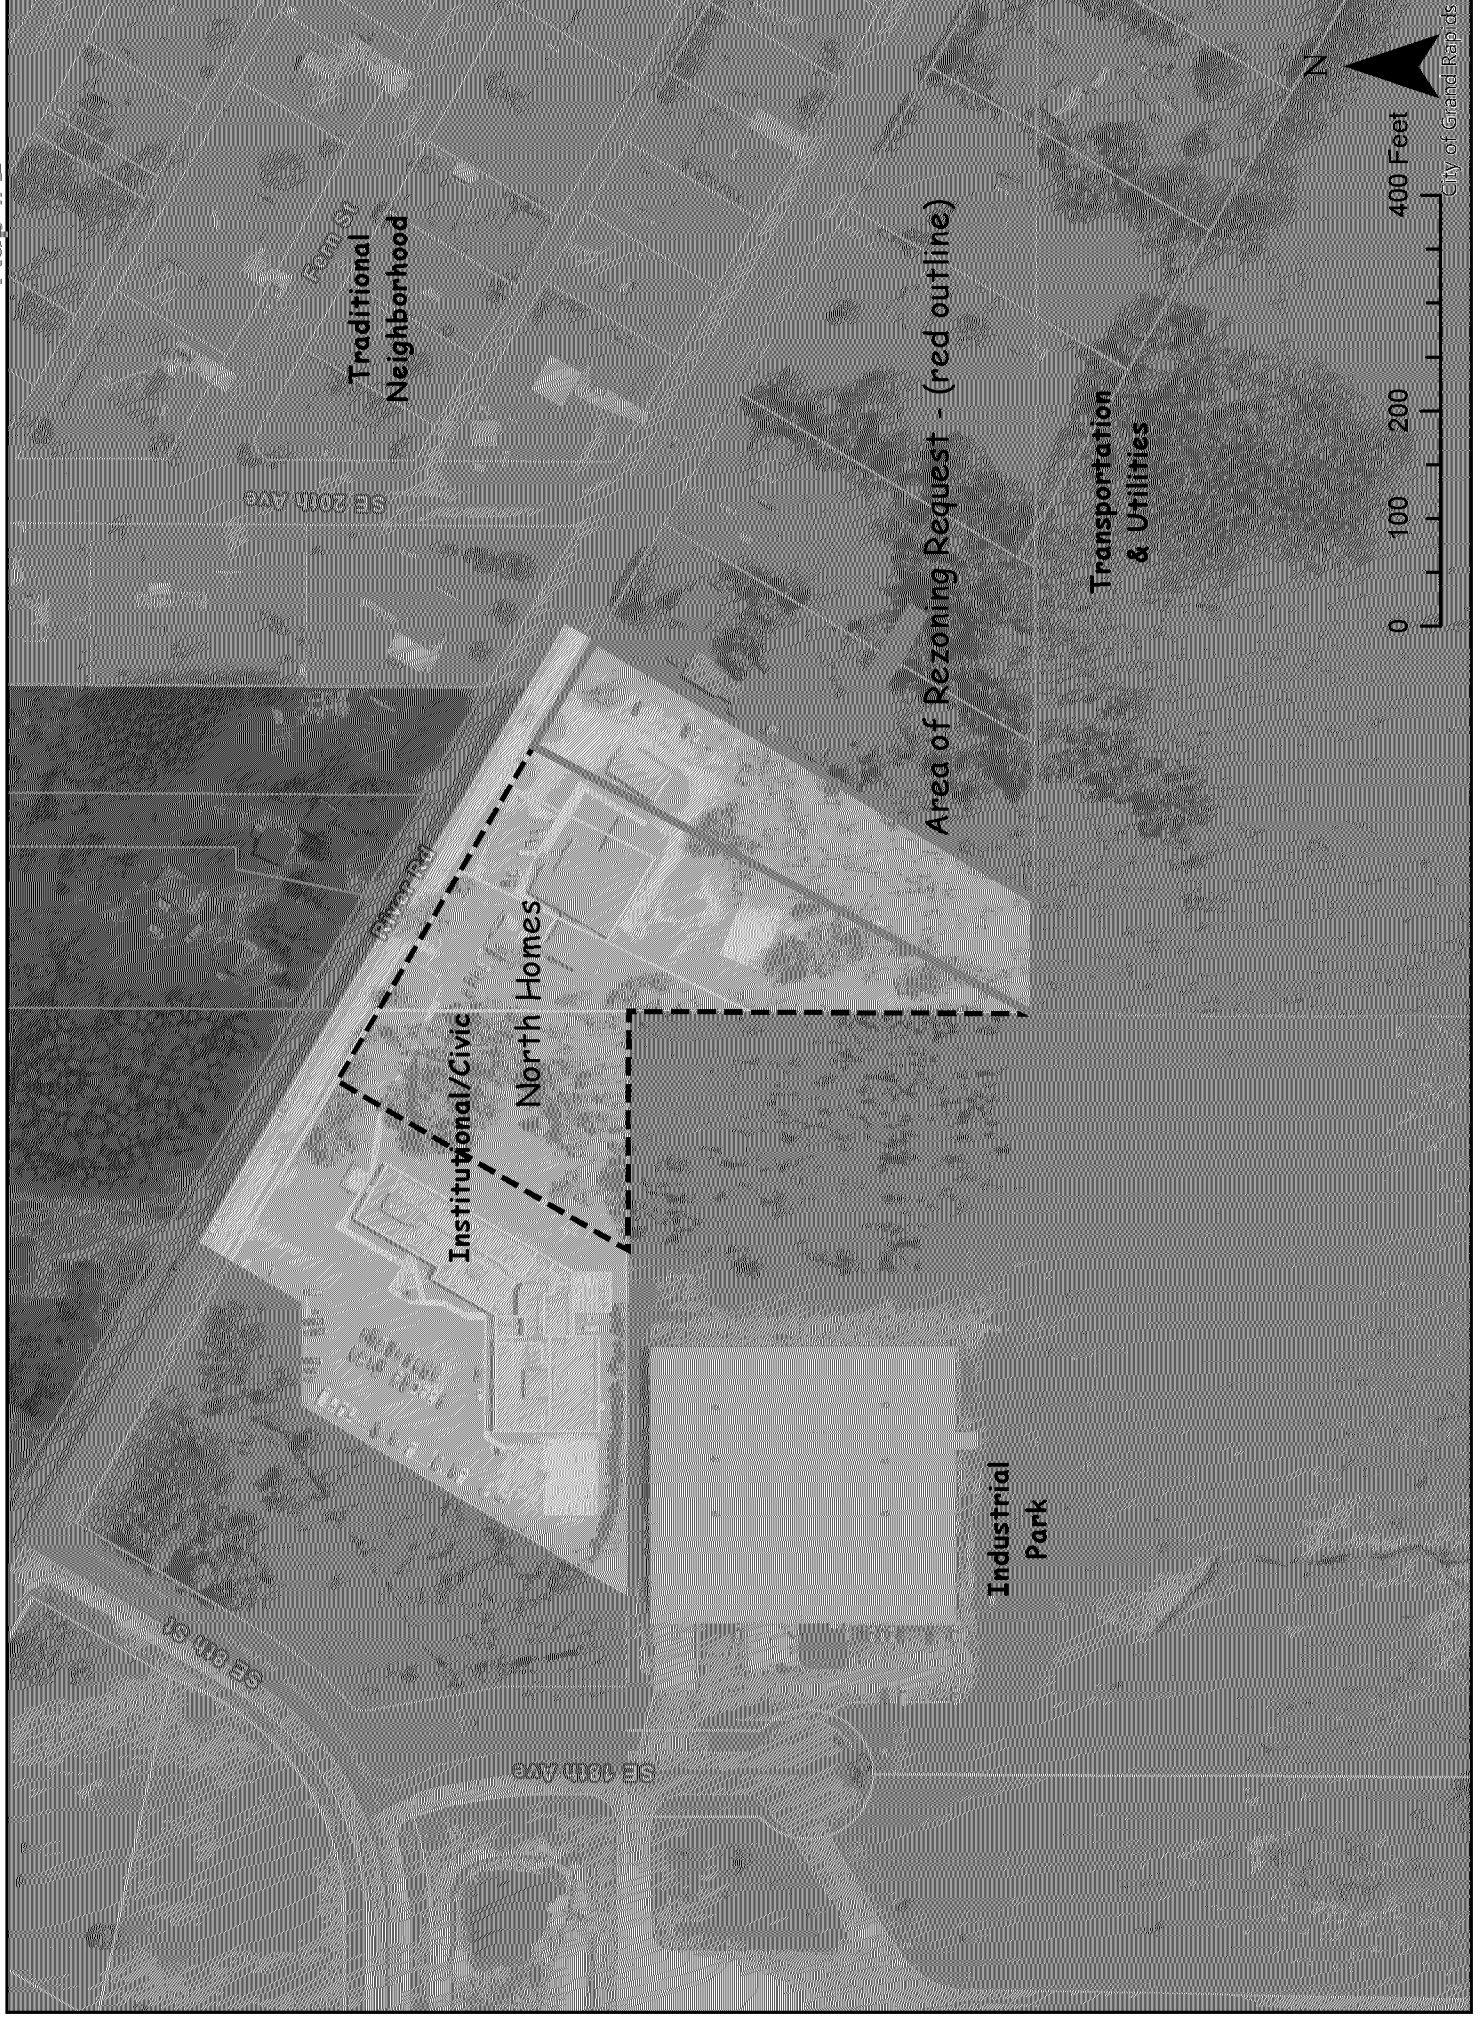 Fern St
Traditional
Neighborhood
SE 20th Ave
River Rd
North Homes
Institutional/Civic
SE 8th St
SE 19th Ave
Area of Rezoning Request - (red outline)
Transportation
& Utilities
Industrial
Park
0 100 200 400 Feet
N
City of Grand Rapids